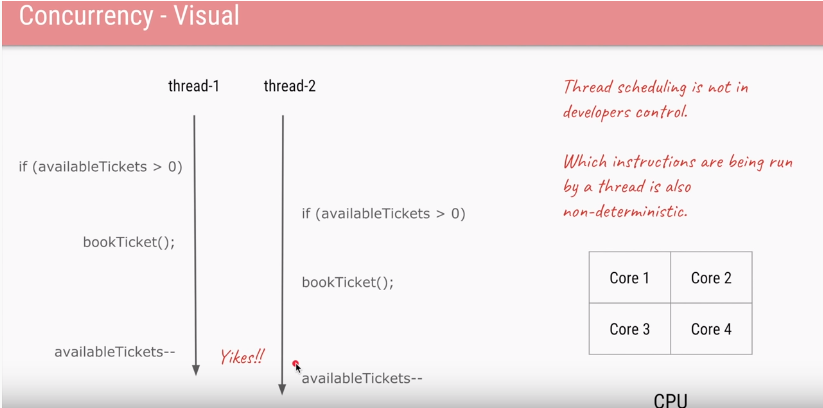 Concurrency - Visual
thread-1
thread-2
if (availableTickets > 0)
bookTicket();
availableTickets--
if (availableTickets > 0)
bookTicket();
availableTickets--
Yikes!!
Thread scheduling is not in
developers control.
Which instructions are being run
by a thread is also
non-deterministic.
Core 1
Core 2
Core 3
Core 4
CPU